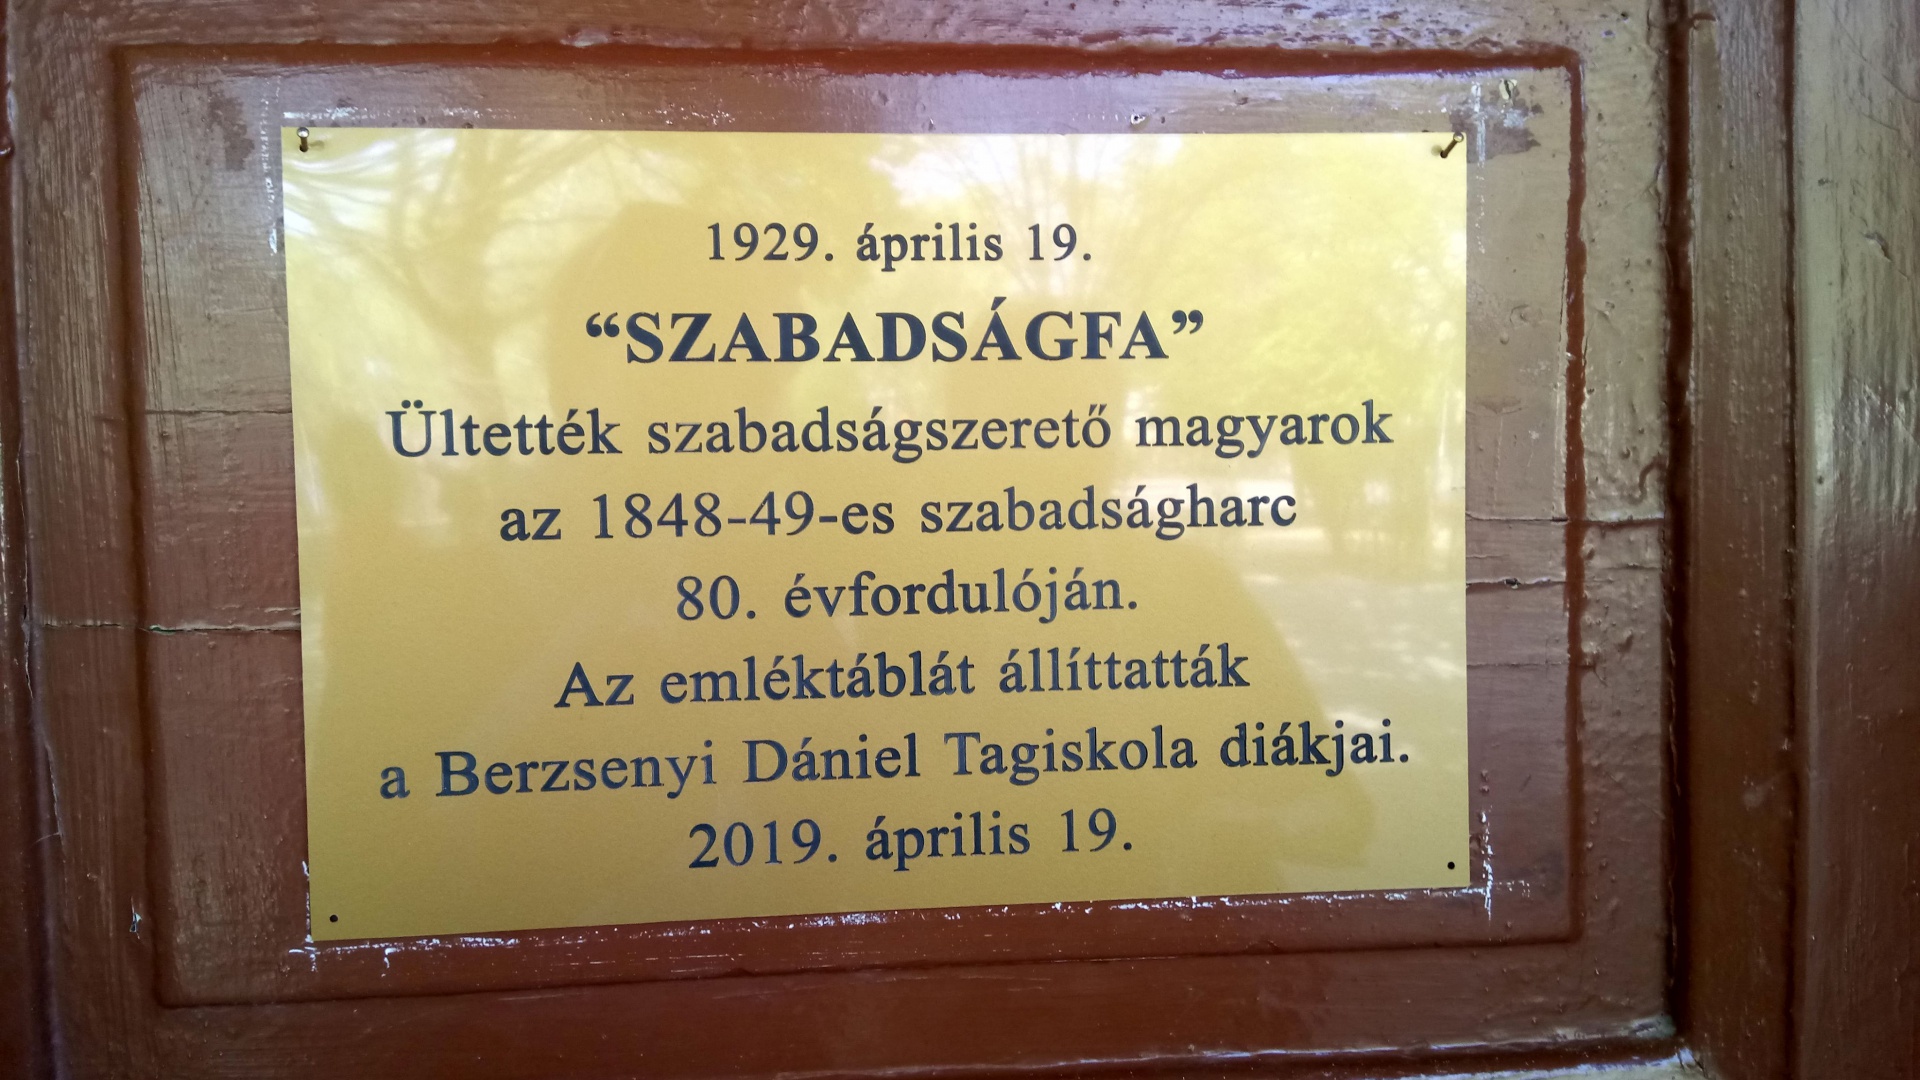 1929. április 19.
“SZABADSÁGFA”
Ültették szabadságszerető magyarok
az 1848-49-es szabadságharc
80. évfordulóján.
Az emléktáblát állíttatták
a Berzsenyi Dániel Tagiskola diákjai.
2019. április 19.